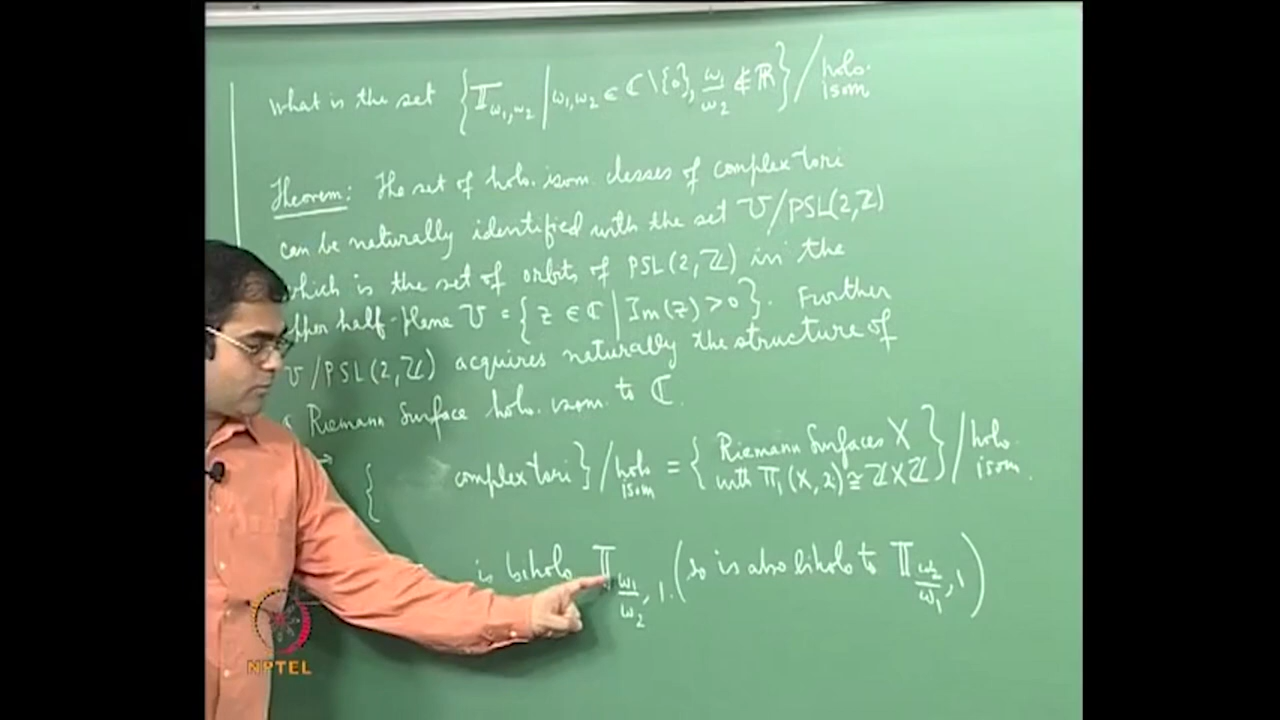 What is the set { 𝕋_{ω₁,ω₂} | ω₁,ω₂ ∈ ℂ\{0}, ω₁/ω₂ ∉ ℝ } / holo. isom
Theorem: The set of holo. isom. classes of complex tori
can be naturally identified with the set U/PSL(2,ℤ)
which is the set of orbits of PSL(2,ℤ) in the
upper half-plane U = {z ∈ ℂ | Im(z) > 0}. Further
U/PSL(2,ℤ) acquires naturally the structure of
a Riemann Surface holo. isom. to ℂ.
{ complex tori } / holo isom = { Riemann Surfaces X with π₁(X,x) ≅ ℤ×ℤ } / holo isom.
is biholo 𝕋_{ω₁/ω₂, 1}. (so is also biholo to 𝕋_{ω₂/ω₁, 1})
NPTEL